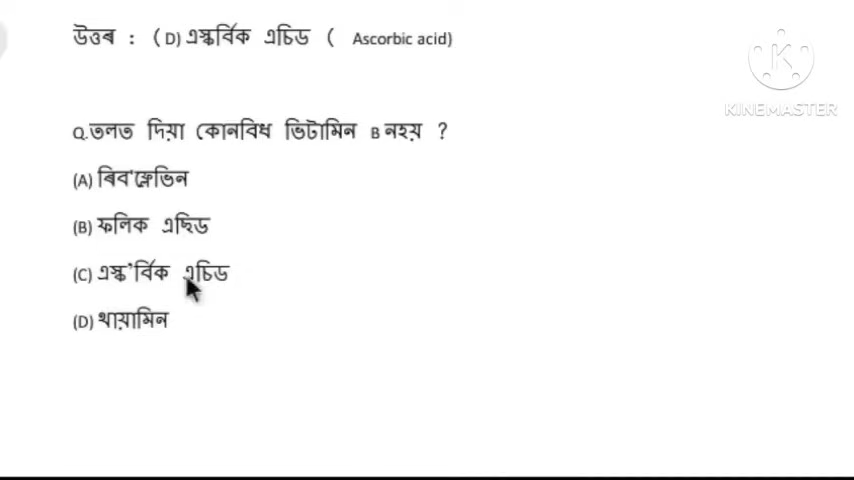 উত্তৰ : ( D) এস্কৰ্বিক এচিড ( Ascorbic acid)
KINEMASTER
Q.তলত দিয়া কোনবিধ ভিটামিন B নহয় ?
(A) ৰিব'ফ্লেভিন
(B) ফলিক এছিড
(C) এস্ক’ৰ্বিক এচিড
(D) থায়ামিন